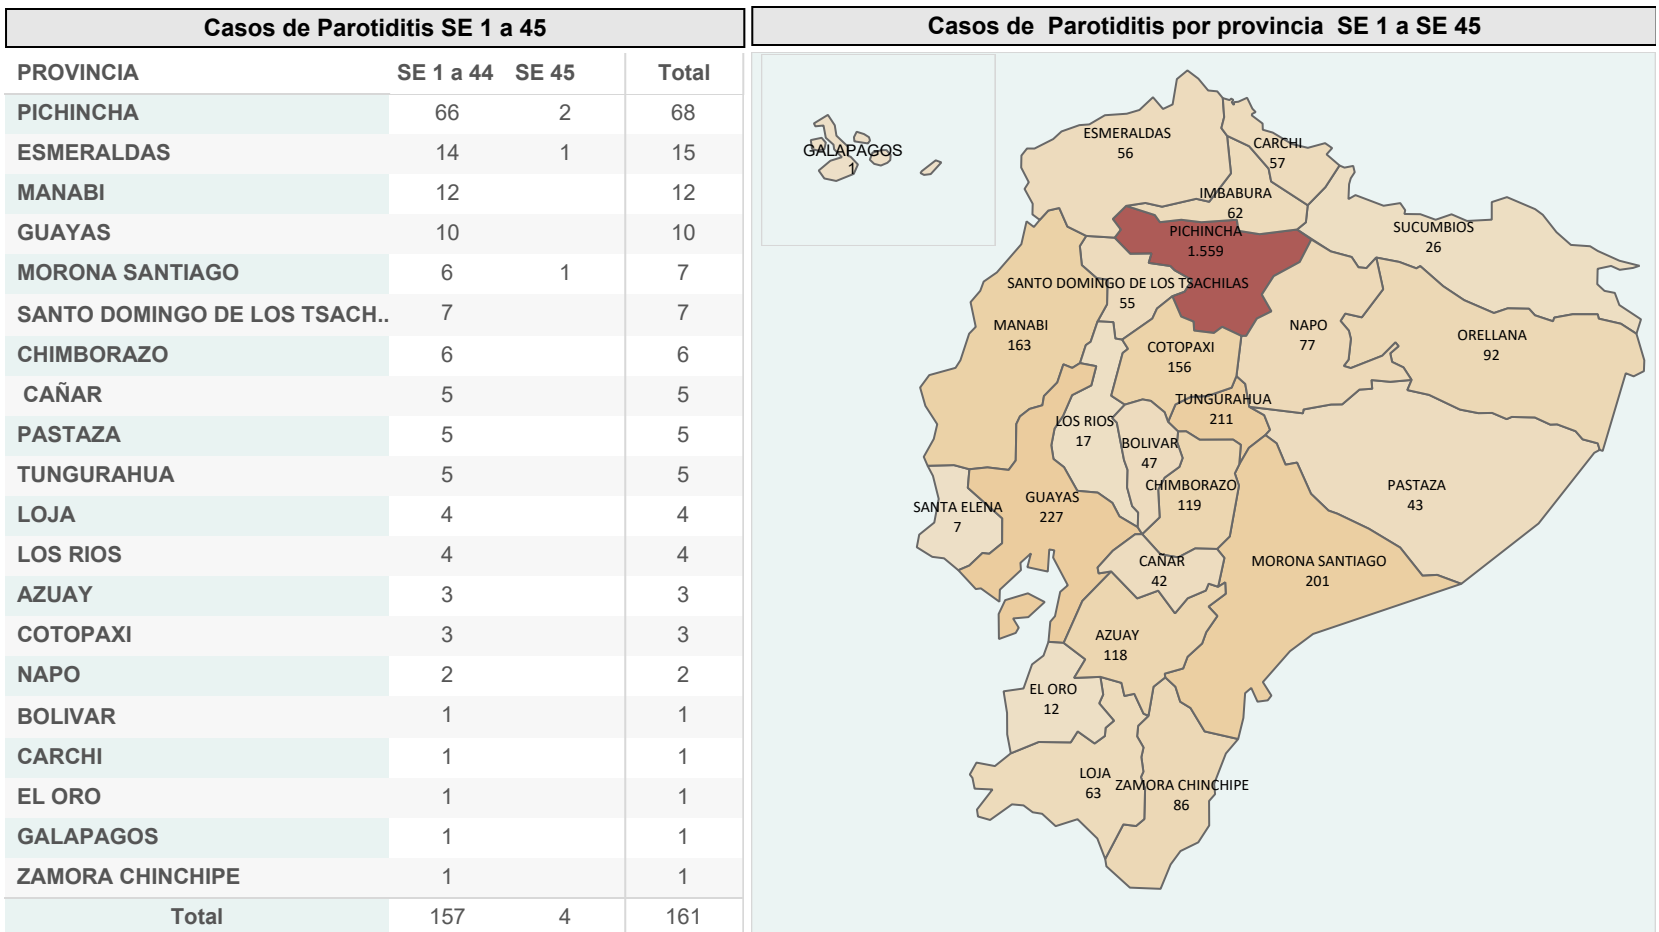 Casos de Parotiditis SE 1 a 45
PROVINCIA SE 1 a 44 SE 45 Total
PICHINCHA 66 2 68
ESMERALDAS 14 1 15
MANABI 12 12
GUAYAS 10 10
MORONA SANTIAGO 6 1 7
SANTO DOMINGO DE LOS TSACH.. 7 7
CHIMBORAZO 6 6
CAÑAR 5 5
PASTAZA 5 5
TUNGURAHUA 5 5
LOJA 4 4
LOS RIOS 4 4
AZUAY 3 3
COTOPAXI 3 3
NAPO 2 2
BOLIVAR 1 1
CARCHI 1 1
EL ORO 1 1
GALAPAGOS 1 1
ZAMORA CHINCHIPE 1 1
Total 157 4 161
Casos de Parotiditis por provincia SE 1 a SE 45
GALAPAGOS
1
ESMERALDAS
56
CARCHI
57
IMBABURA
62
PICHINCHA
1.559
SUCUMBIOS
26
SANTO DOMINGO DE LOS TSACHILAS
55
MANABI
163
COTOPAXI
156
NAPO
77
ORELLANA
92
TUNGURAHUA
211
LOS RIOS
17
BOLIVAR
47
CHIMBORAZO
119
PASTAZA
43
SANTA ELENA
7
GUAYAS
227
CAÑAR
42
MORONA SANTIAGO
201
AZUAY
118
EL ORO
12
LOJA
63
ZAMORA CHINCHIPE
86